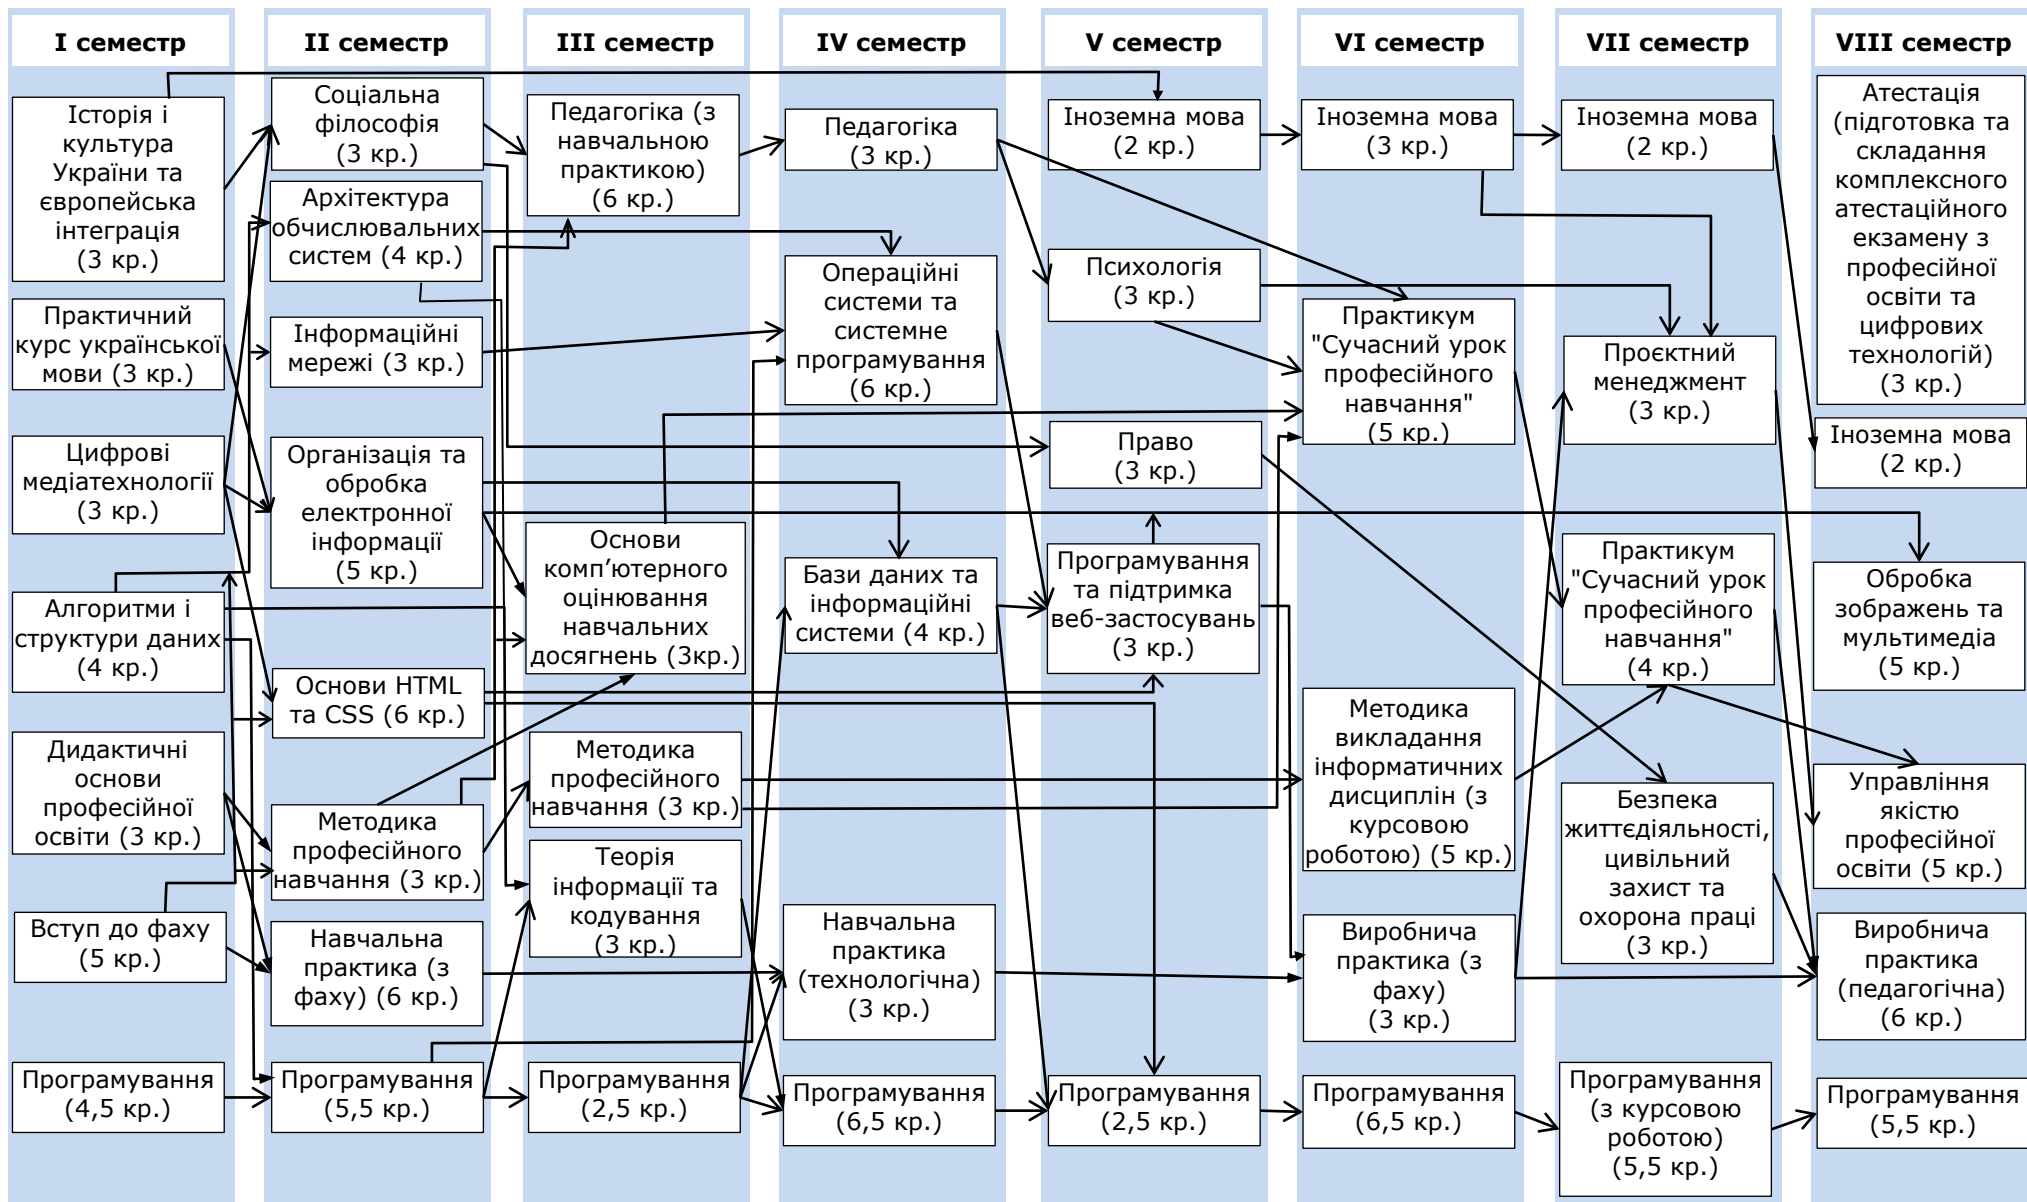 I семестр
Історія і
культура
України та
європейська
інтеграція
(3 кр.)
Практичний
курс української
мови (3 кр.)
Цифрові
медіатехнології
(3 кр.)
Алгоритми і
структури даних
(4 кр.)
Дидактичні
основи
професійної
освіти (3 кр.)
Вступ до фаху
(5 кр.)
Програмування
(4,5 кр.)
II семестр
Соціальна
філософія
(3 кр.)
Архітектура
обчислювальних
систем (4 кр.)
Інформаційні
мережі (3 кр.)
Організація та
обробка
електронної
інформації
(5 кр.)
Основи HTML
та CSS (6 кр.)
Методика
професійного
навчання (3 кр.)
Навчальна
практика (з
фаху) (6 кр.)
Програмування
(5,5 кр.)
III семестр
Педагогіка (з
навчальною
практикою)
(6 кр.)
Основи
комп’ютерного
оцінювання
навчальних
досягнень (3кр.)
Методика
професійного
навчання (3 кр.)
Теорія
інформації та
кодування
(3 кр.)
Програмування
(2,5 кр.)
IV семестр
Педагогіка
(3 кр.)
Операційні
системи та
системне
програмування
(6 кр.)
Бази даних та
інформаційні
системи (4 кр.)
Навчальна
практика
(технологічна)
(3 кр.)
Програмування
(6,5 кр.)
V семестр
Іноземна мова
(2 кр.)
Психологія
(3 кр.)
Право
(3 кр.)
Програмування
та підтримка
веб-застосувань
(3 кр.)
Програмування
(2,5 кр.)
VI семестр
Іноземна мова
(3 кр.)
Практикум
"Сучасний урок
професійного
навчання"
(5 кр.)
Методика
викладання
інформатичних
дисциплін (з
курсовою
роботою) (5 кр.)
Виробнича
практика (з
фаху)
(3 кр.)
Програмування
(6,5 кр.)
VII семестр
Іноземна мова
(2 кр.)
Проєктний
менеджмент
(3 кр.)
Практикум
"Сучасний урок
професійного
навчання"
(4 кр.)
Безпека
життєдіяльності,
цивільний
захист та
охорона праці
(3 кр.)
Програмування
(з курсовою
роботою)
(5,5 кр.)
VIII семестр
Атестація
(підготовка та
складання
комплексного
атестаційного
екзамену з
професійної
освіти та
цифрових
технологій)
(3 кр.)
Іноземна мова
(2 кр.)
Обробка
зображень та
мультимедіа
(5 кр.)
Управління
якістю
професійної
освіти (5 кр.)
Виробнича
практика
(педагогічна)
(6 кр.)
Програмування
(5,5 кр.)